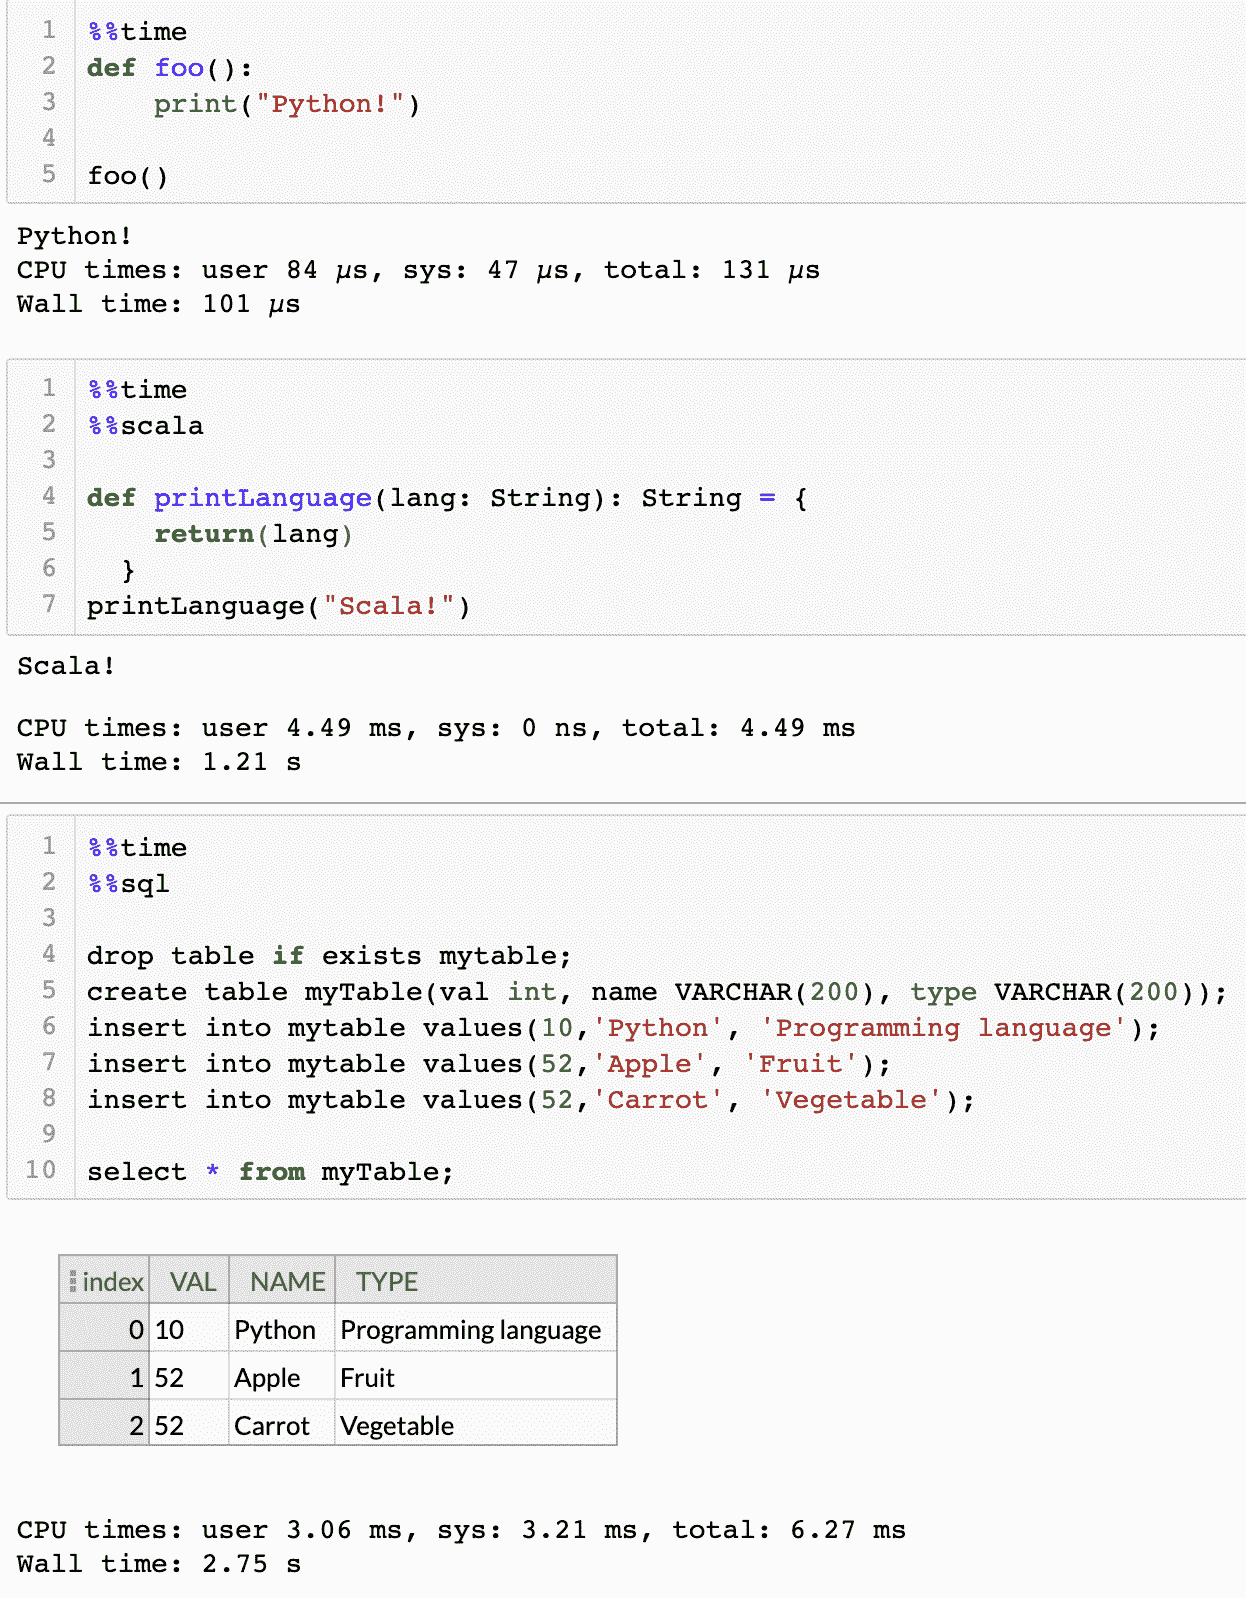 1 %%time
2 def foo():
3     print("Python!")
4
5 foo()
Python!
CPU times: user 84 µs, sys: 47 µs, total: 131 µs
Wall time: 101 µs
1 %%time
2 %%scala
3
4 def printLanguage(lang: String): String = {
5     return(lang)
6   }
7 printLanguage("Scala!")
Scala!
CPU times: user 4.49 ms, sys: 0 ns, total: 4.49 ms
Wall time: 1.21 s
1 %%time
2 %%sql
3
4 drop table if exists mytable;
5 create table myTable(val int, name VARCHAR(200), type VARCHAR(200));
6 insert into mytable values(10,'Python', 'Programming language');
7 insert into mytable values(52,'Apple', 'Fruit');
8 insert into mytable values(52,'Carrot', 'Vegetable');
9
10 select * from myTable;
index VAL NAME TYPE
0 10 Python Programming language
1 52 Apple Fruit
2 52 Carrot Vegetable
CPU times: user 3.06 ms, sys: 3.21 ms, total: 6.27 ms
Wall time: 2.75 s